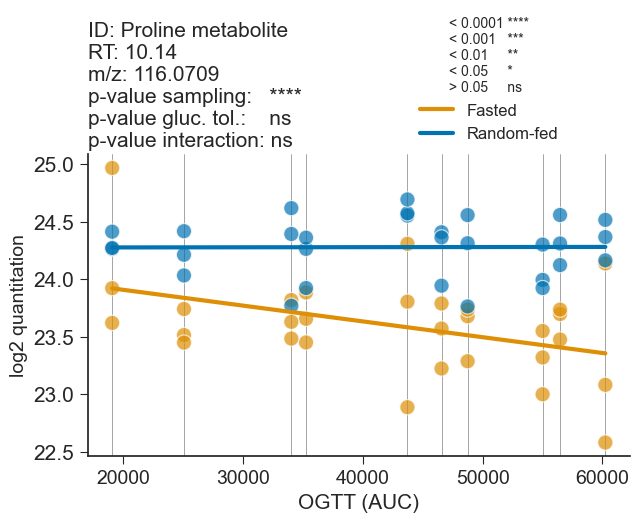 ID: Proline metabolite
RT: 10.14
m/z: 116.0709
p-value sampling: ****
p-value gluc. tol.: ns
p-value interaction: ns
< 0.0001 ****
< 0.001 ***
< 0.01 **
< 0.05 *
> 0.05 ns
Fasted
Random-fed
25.0
24.5
24.0
23.5
23.0
22.5
log2 quantitation
20000 30000 40000 50000 60000
OGTT (AUC)